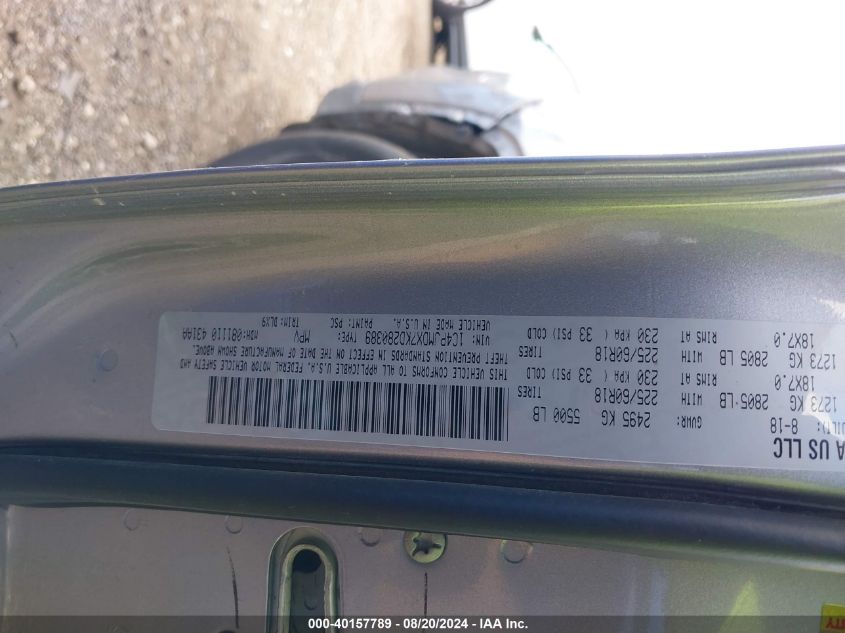 A US LLC
8-18 GVWR: 2495 KG 5500 LB
1273 KG 2805 LB WITH 225/60R18 TIRES
18X7.0 RIMS AT 230 KPA ( 33 PSI) COLD
1273 KG 2805 LB WITH 225/60R18 TIRES
18X7.0 RIMS AT 230 KPA ( 33 PSI) COLD
THIS VEHICLE CONFORMS TO ALL APPLICABLE U.S.A. FEDERAL MOTOR VEHICLE SAFETY AND
THEFT PREVENTION STANDARDS IN EFFECT ON THE DATE OF MANUFACTURE SHOWN ABOVE
VIN: 1C4PJMDX7KD280389 TYPE: MPV MDH:081110 431AA
VEHICLE MADE IN U.S.A. PAINT: PSC TRIM: DLX9
000-40157789 - 08/20/2024 - IAA Inc.